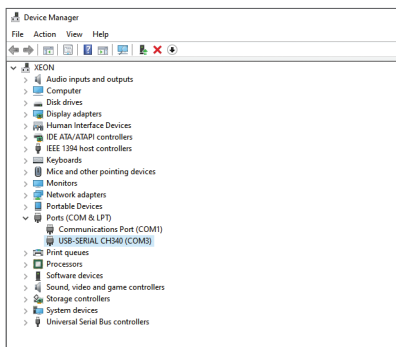 Device Manager
File Action View Help
XEON
Audio inputs and outputs
Computer
Disk drives
Display adapters
Human Interface Devices
IDE ATA/ATAPI controllers
IEEE 1394 host controllers
Keyboards
Mice and other pointing devices
Monitors
Network adapters
Portable Devices
Ports (COM & LPT)
Communications Port (COM1)
USB-SERIAL CH340 (COM3)
Print queues
Processors
Software devices
Sound, video and game controllers
Storage controllers
System devices
Universal Serial Bus controllers